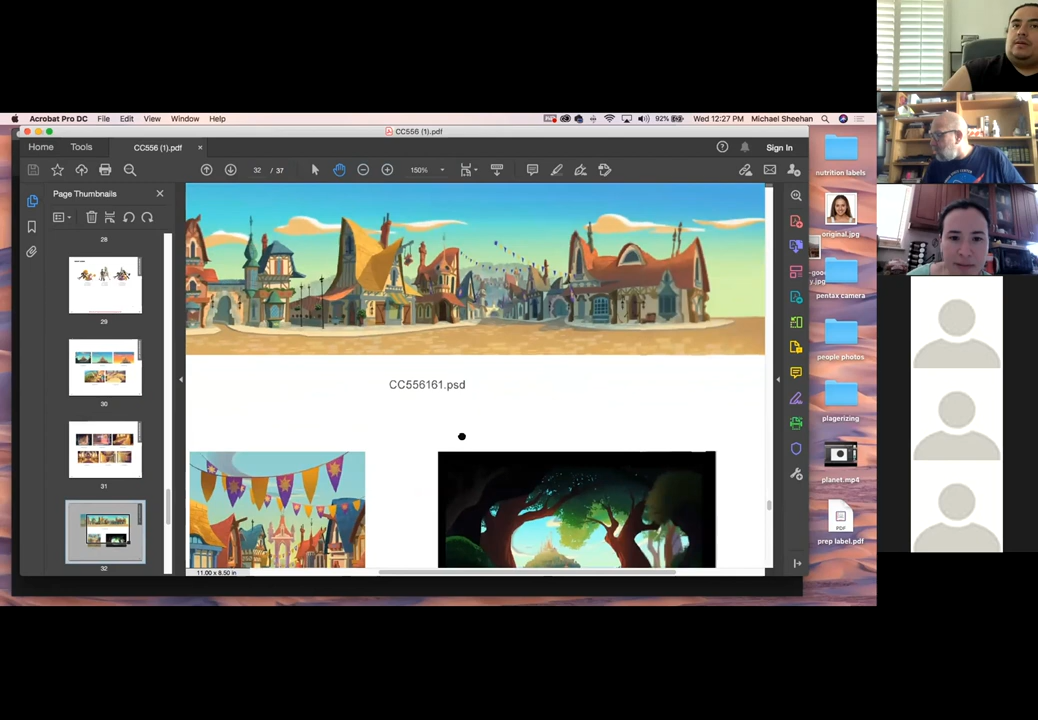 Acrobat Pro DC File Edit View Window Help
92% Wed 12:27 PM Michael Sheehan
CC556 (1).pdf
Home Tools CC556 (1).pdf × Sign In
32 / 37 150%
Page Thumbnails
28
29
30
31
32
CC556161.psd
11.00 x 8.50 in
nutrition labels
original.jpg
pentax camera
people photos
plagerizing
planet.mp4
PDF
prep label.pdf